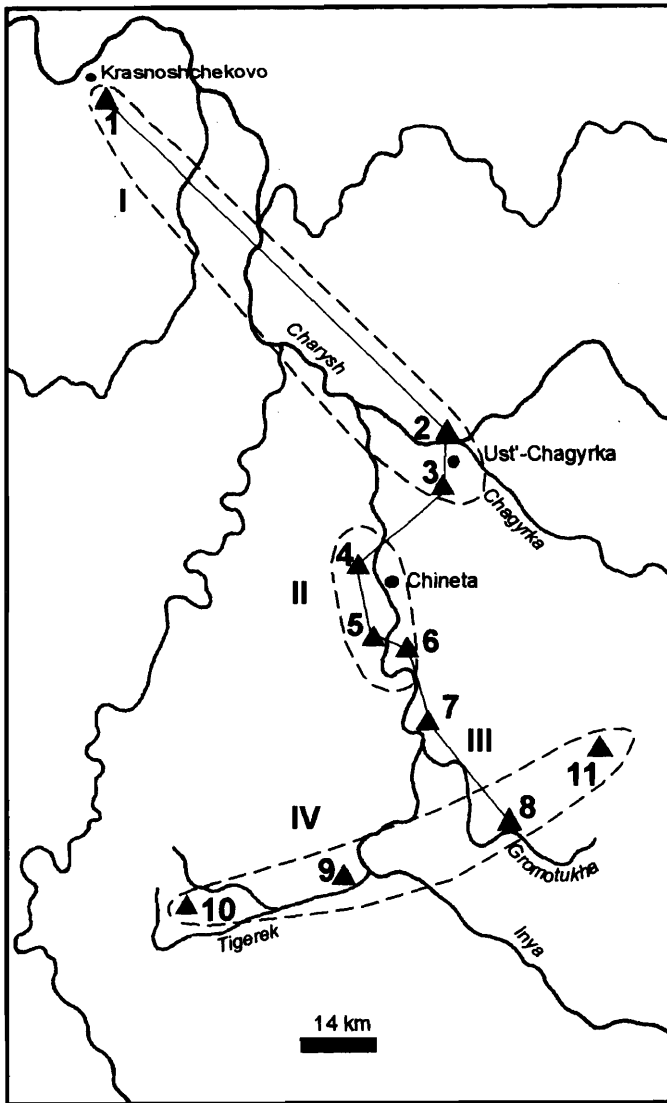 Krasnoshchekovo
1
I
Charysh
2
Ust'-Chagyrka
3
Chagyrka
4
Chineta
II
5
6
7
III
11
IV
8
9
Gromotukha
10
Tigerek
Inya
14 km